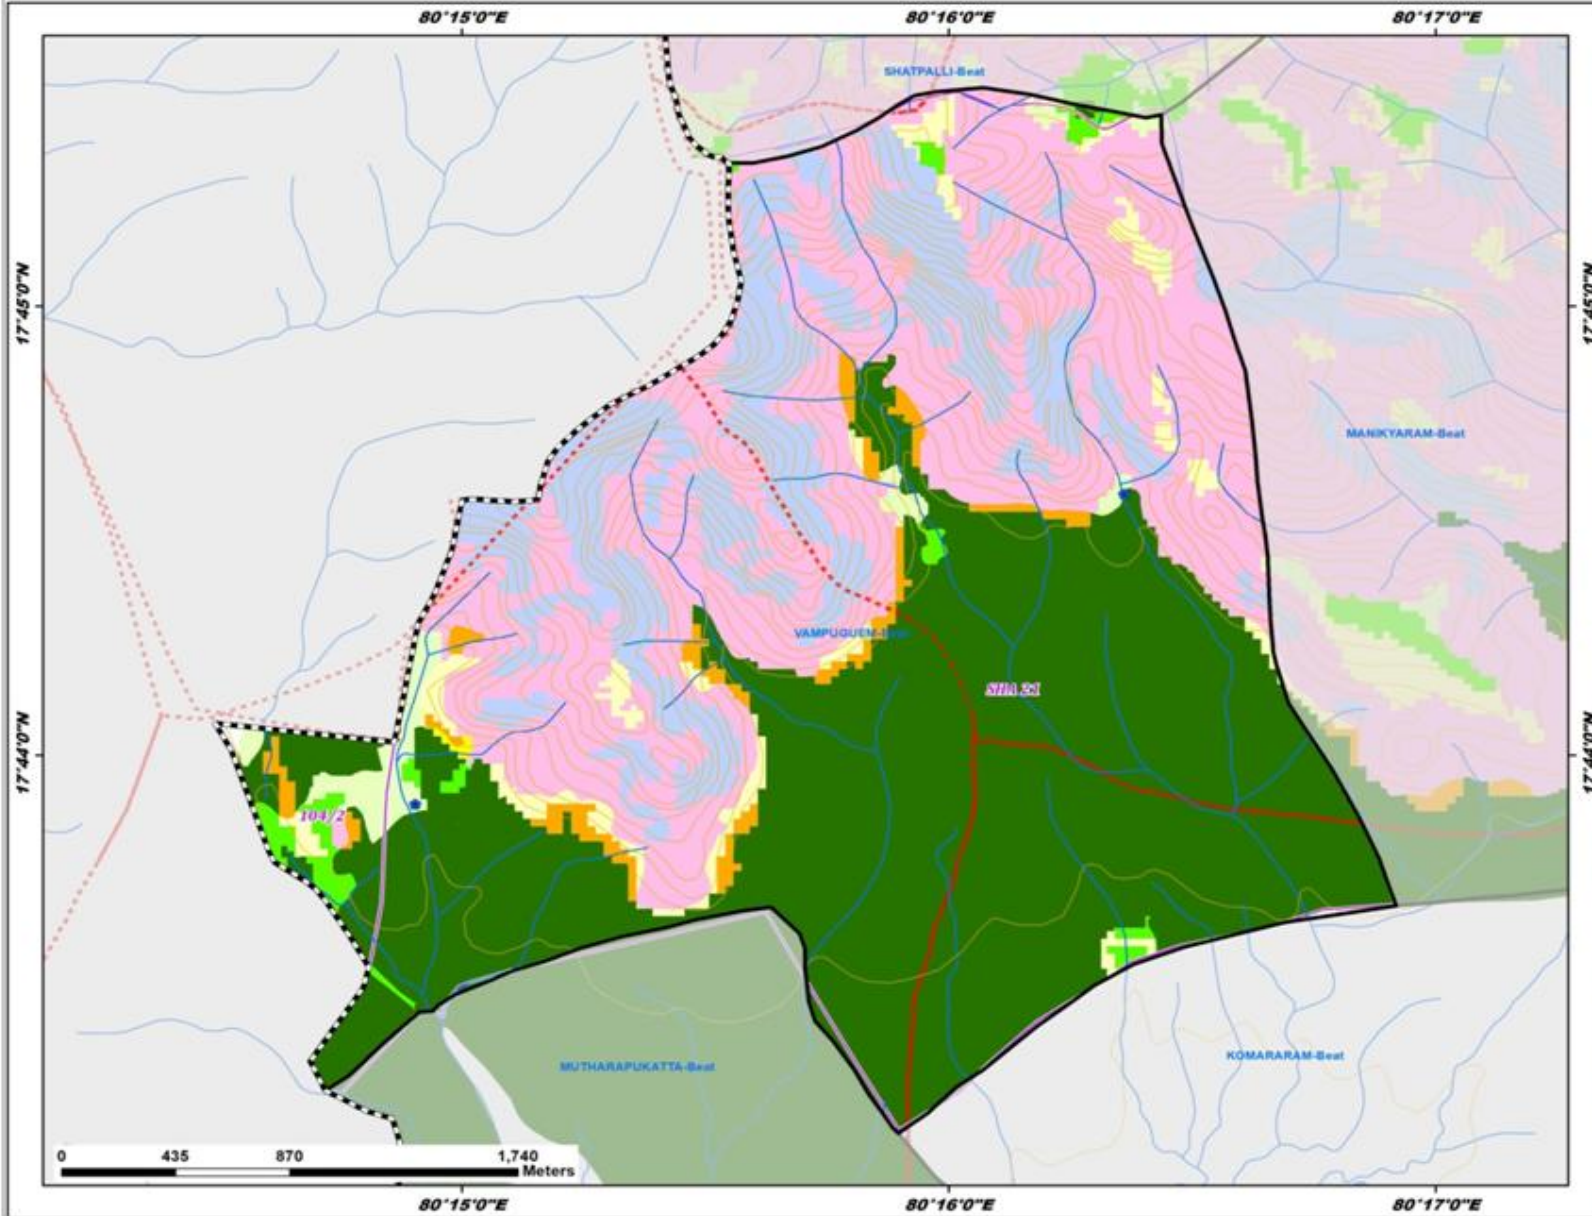 80°15'0"E 80°16'0"E 80°17'0"E
SHATPALLI-Beat
17°45'0"N 17°45'0"N
MANIKYARAM-Beat
VAMPUGUEM-Beat
SHA 21
17°44'0"N 17°44'0"N
104/2
KOMARARAM-Beat
MUTHARAPUKATTA-Beat
0 435 870 1,740
Meters
80°15'0"E 80°16'0"E 80°17'0"E